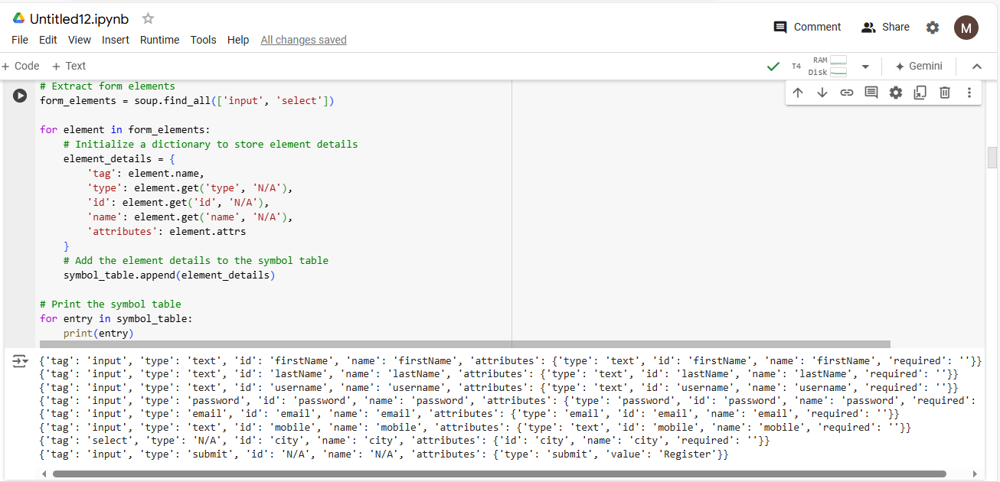 Untitled12.ipynb
File Edit View Insert Runtime Tools Help All changes saved
Comment Share M
+ Code + Text
T4 RAM Disk Gemini
# Extract form elements
form_elements = soup.find_all(['input', 'select'])
for element in form_elements:
    # Initialize a dictionary to store element details
    element_details = {
        'tag': element.name,
        'type': element.get('type', 'N/A'),
        'id': element.get('id', 'N/A'),
        'name': element.get('name', 'N/A'),
        'attributes': element.attrs
    }
    # Add the element details to the symbol table
    symbol_table.append(element_details)
# Print the symbol table
for entry in symbol_table:
    print(entry)
{'tag': 'input', 'type': 'text', 'id': 'firstName', 'name': 'firstName', 'attributes': {'type': 'text', 'id': 'firstName', 'name': 'firstName', 'required': ''}}
{'tag': 'input', 'type': 'text', 'id': 'lastName', 'name': 'lastName', 'attributes': {'type': 'text', 'id': 'lastName', 'name': 'lastName', 'required': ''}}
{'tag': 'input', 'type': 'text', 'id': 'username', 'name': 'username', 'attributes': {'type': 'text', 'id': 'username', 'name': 'username', 'required': ''}}
{'tag': 'input', 'type': 'password', 'id': 'password', 'name': 'password', 'attributes': {'type': 'password', 'id': 'password', 'name': 'password', 'required':
{'tag': 'input', 'type': 'email', 'id': 'email', 'name': 'email', 'attributes': {'type': 'email', 'id': 'email', 'name': 'email', 'required': ''}}
{'tag': 'input', 'type': 'text', 'id': 'mobile', 'name': 'mobile', 'attributes': {'type': 'text', 'id': 'mobile', 'name': 'mobile', 'required': ''}}
{'tag': 'select', 'type': 'N/A', 'id': 'city', 'name': 'city', 'attributes': {'id': 'city', 'name': 'city', 'required': ''}}
{'tag': 'input', 'type': 'submit', 'id': 'N/A', 'name': 'N/A', 'attributes': {'type': 'submit', 'value': 'Register'}}